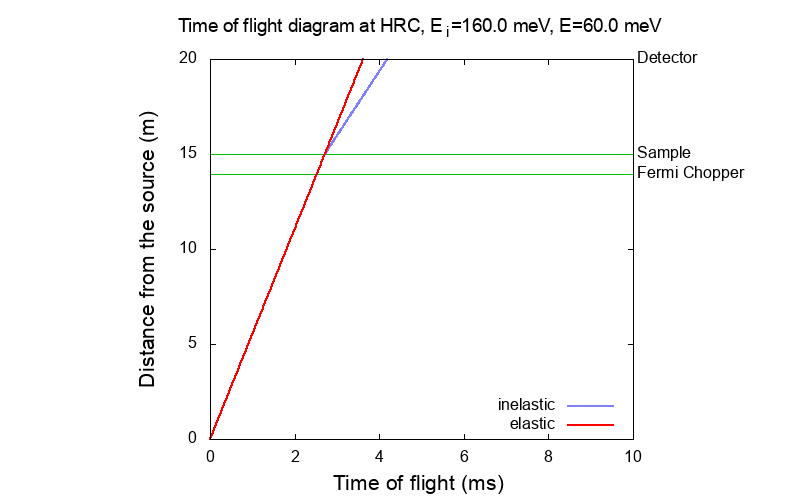 Time of flight diagram at HRC, E i=160.0 meV, E=60.0 meV
20
Detector
15
Sample
Fermi Chopper
10
5
0
Distance from the source (m)
inelastic
elastic
0 2 4 6 8 10
Time of flight (ms)